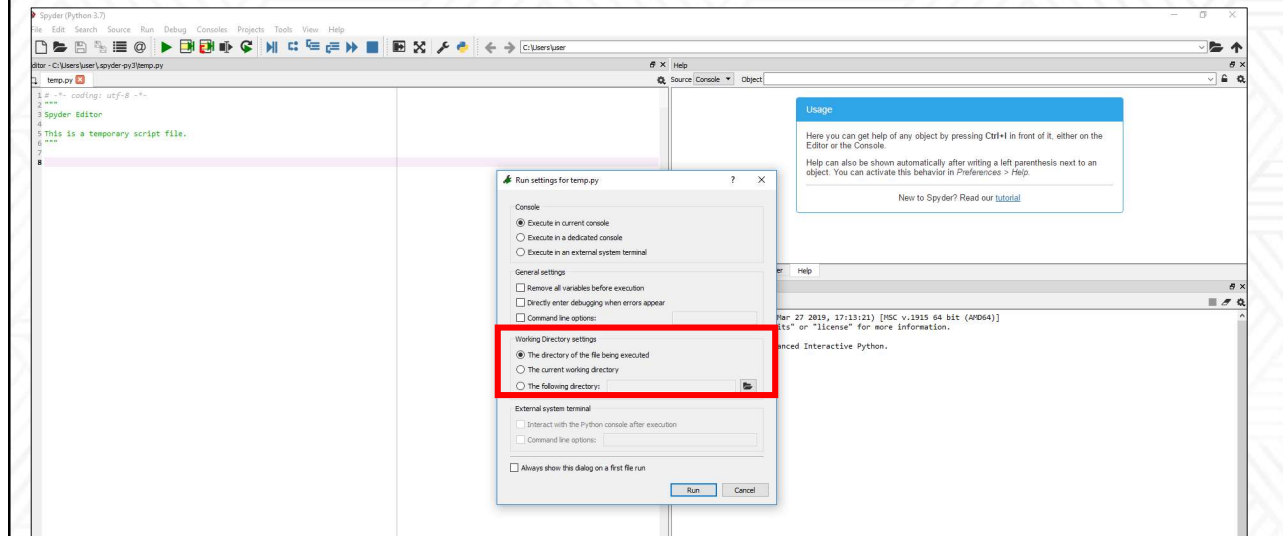 Spyder (Python 3.7)
File Edit Search Source Run Debug Consoles Projects Tools View Help
C:\Users\user
ditor - C:\Users\user\.spyder-py3\temp.py
temp.py
1 # -*- coding: utf-8 -*-
2 """
3 Spyder Editor
4
5 This is a temporary script file.
6 """
7
8
Help
Source Console Object
Usage
Here you can get help of any object by pressing Ctrl+I in front of it, either on the
Editor or the Console.
Help can also be shown automatically after writing a left parenthesis next to an
object. You can activate this behavior in Preferences > Help.
New to Spyder? Read our tutorial
er Help
Mar 27 2019, 17:13:21) [MSC v.1915 64 bit (AMD64)]
its" or "license" for more information.
anced Interactive Python.
Run settings for temp.py ? X
Console
Execute in current console
Execute in a dedicated console
Execute in an external system terminal
General settings
Remove all variables before execution
Directly enter debugging when errors appear
Command line options:
Working Directory settings
The directory of the file being executed
The current working directory
The following directory:
External system terminal
Interact with the Python console after execution
Command line options:
Always show this dialog on a first file run
Run Cancel